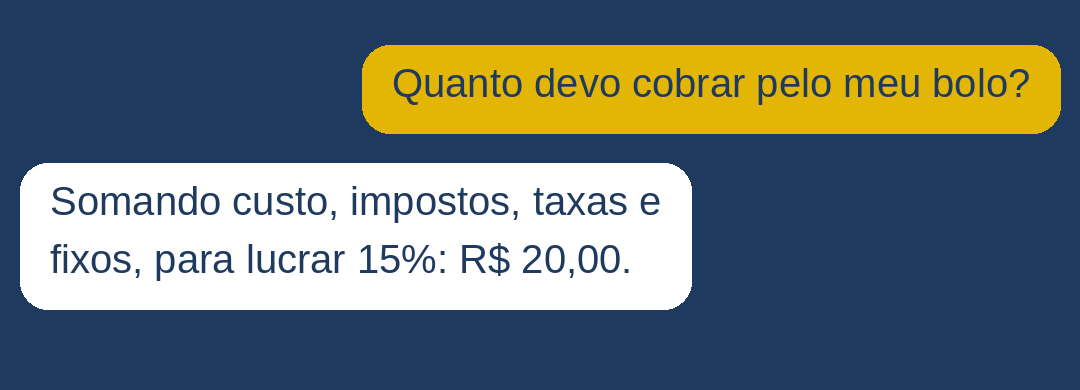 Quanto devo cobrar pelo meu bolo?
Somando custo, impostos, taxas e
fixos, para lucrar 15%: R$ 20,00.